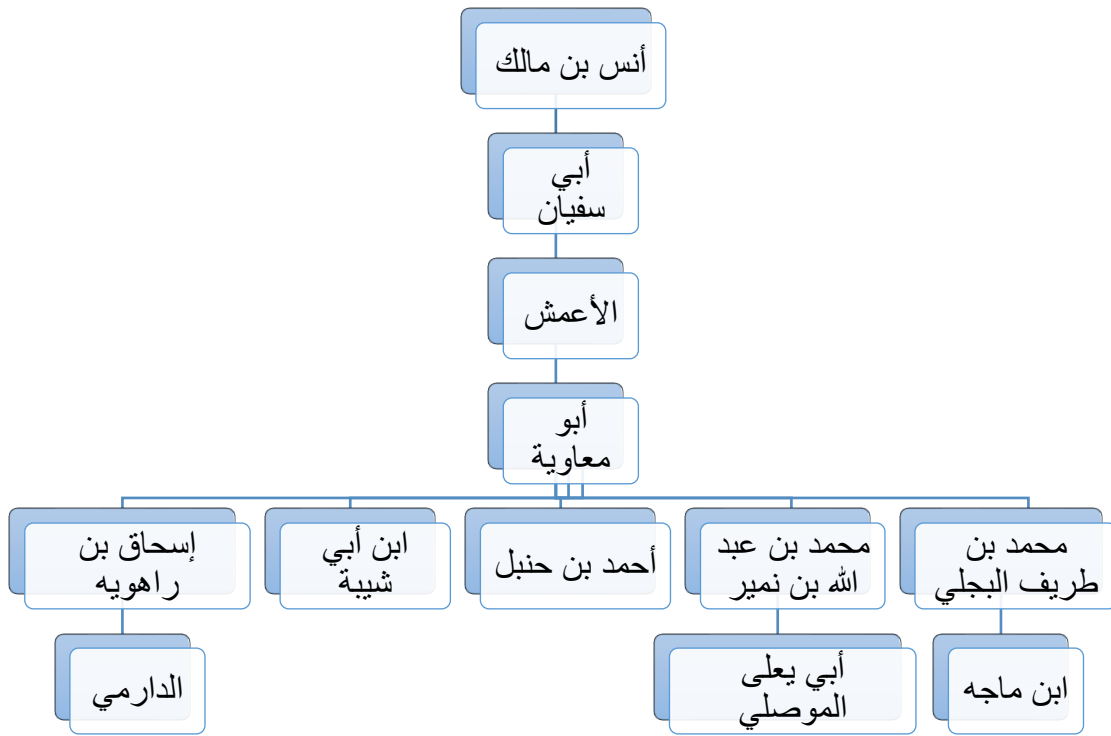 أنس بن مالك
أبي
سفيان
الأعمش
أبو
معاوية
محمد بن
طريف البجلي
محمد بن عبد
الله بن نمير
أحمد بن حنبل
ابن أبي
شيبة
إسحاق بن
راهويه
ابن ماجه
أبي يعلى
الموصلي
الدارمي